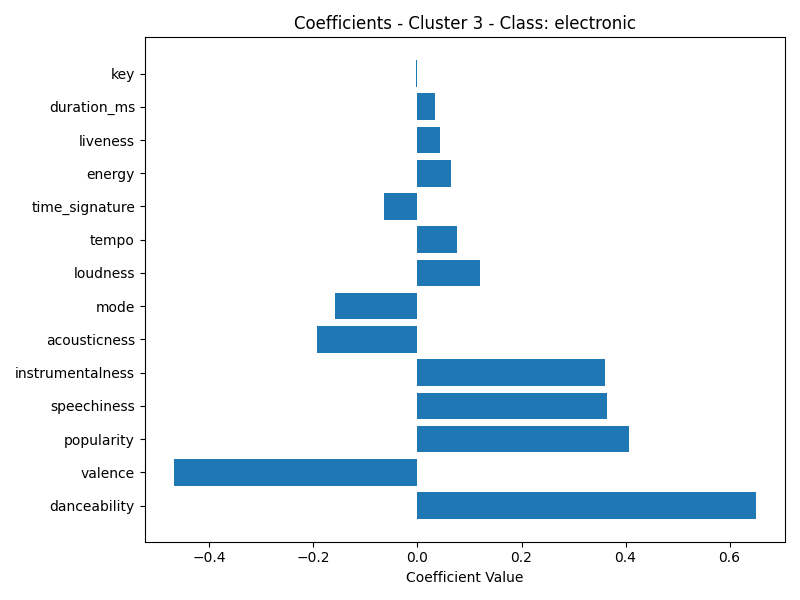 Coefficients - Cluster 3 - Class: electronic
key
duration_ms
liveness
energy
time_signature
tempo
loudness
mode
acousticness
instrumentalness
speechiness
popularity
valence
danceability
−0.4 −0.2 0.0 0.2 0.4 0.6
Coefficient Value